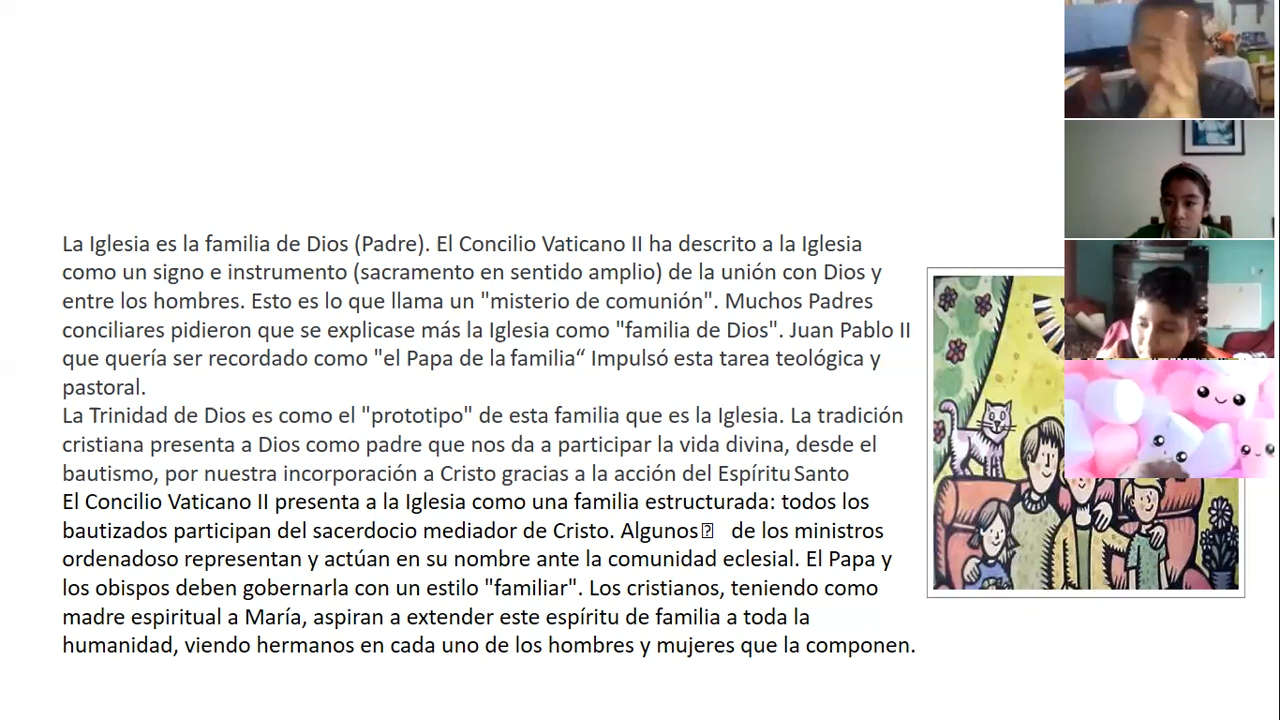 La Iglesia es la familia de Dios (Padre). El Concilio Vaticano II ha descrito a la Iglesia
como un signo e instrumento (sacramento en sentido amplio) de la unión con Dios y
entre los hombres. Esto es lo que llama un "misterio de comunión". Muchos Padres
conciliares pidieron que se explicase más la Iglesia como "familia de Dios". Juan Pablo II
que quería ser recordado como "el Papa de la familia“ Impulsó esta tarea teológica y
pastoral.
La Trinidad de Dios es como el "prototipo" de esta familia que es la Iglesia. La tradición
cristiana presenta a Dios como padre que nos da a participar la vida divina, desde el
bautismo, por nuestra incorporación a Cristo gracias a la acción del Espíritu Santo
El Concilio Vaticano II presenta a la Iglesia como una familia estructurada: todos los
bautizados participan del sacerdocio mediador de Cristo. Algunos de los ministros
ordenadoso representan y actúan en su nombre ante la comunidad eclesial. El Papa y
los obispos deben gobernarla con un estilo "familiar". Los cristianos, teniendo como
madre espiritual a María, aspiran a extender este espíritu de familia a toda la
humanidad, viendo hermanos en cada uno de los hombres y mujeres que la componen.